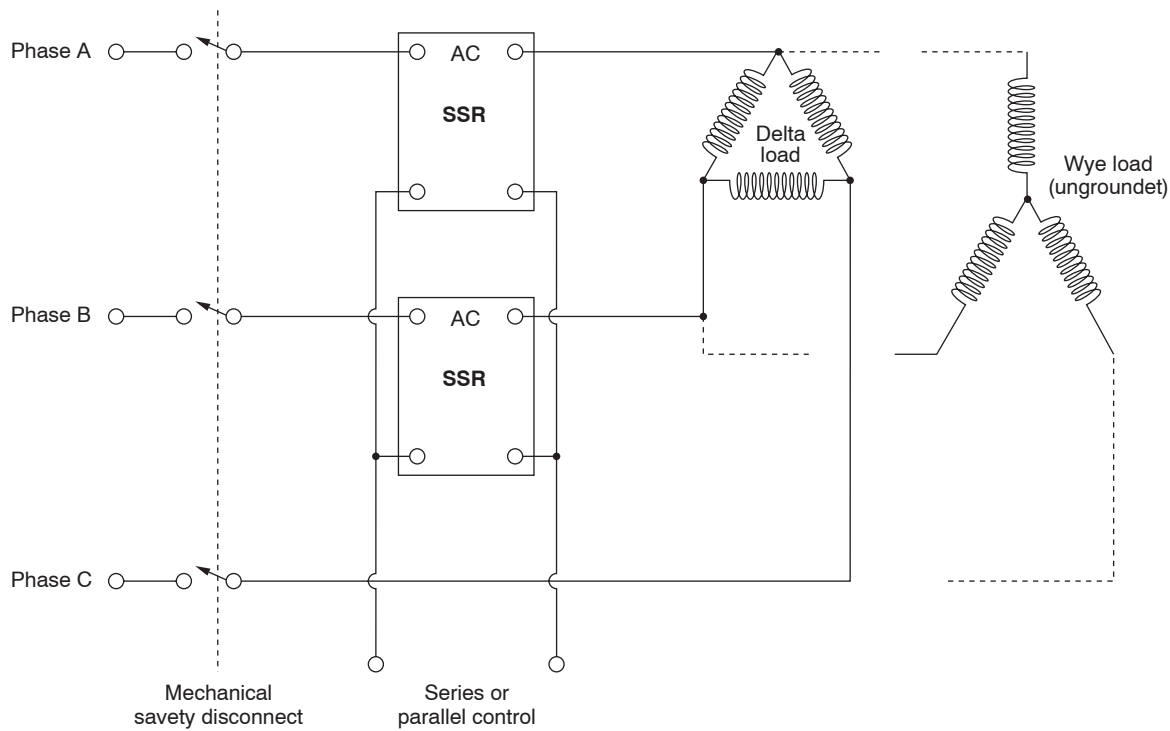 Phase A
AC
SSR
Delta
load
Wye load
(ungroundet)
Phase B
AC
SSR
Phase C
Mechanical
savety disconnect
Series or
parallel control